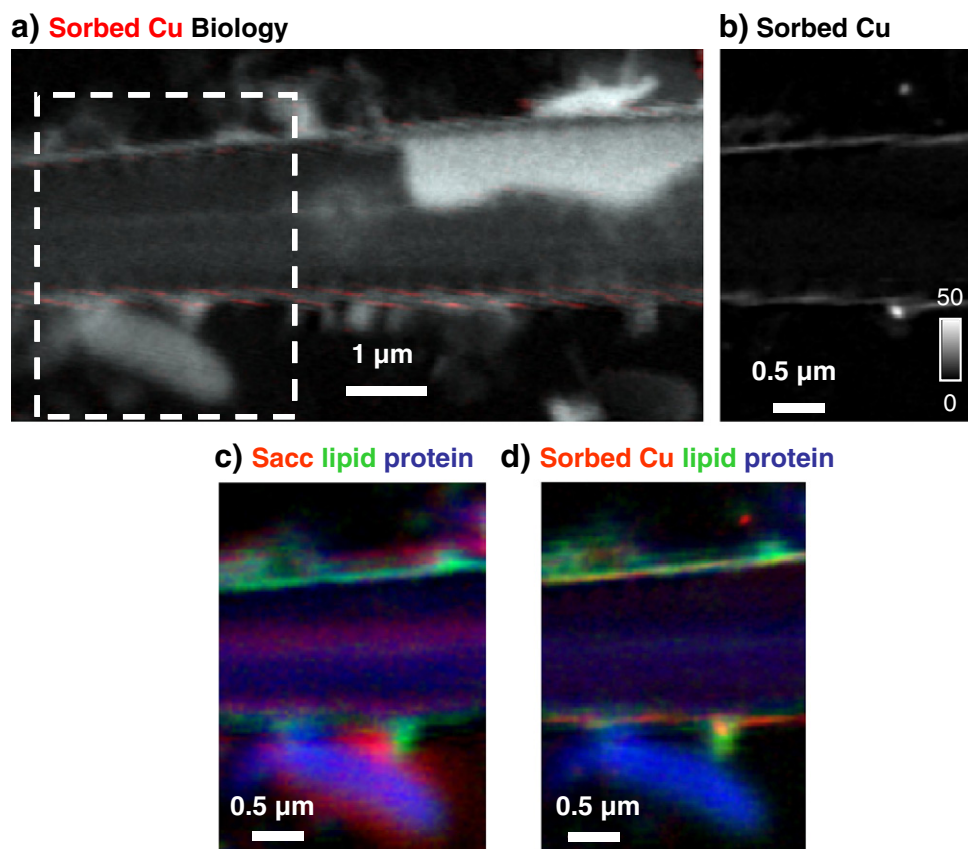 a) Sorbed Cu Biology
b) Sorbed Cu
1 µm
50
0
0.5 µm
c) Sacc lipid protein
d) Sorbed Cu lipid protein
0.5 µm
0.5 µm